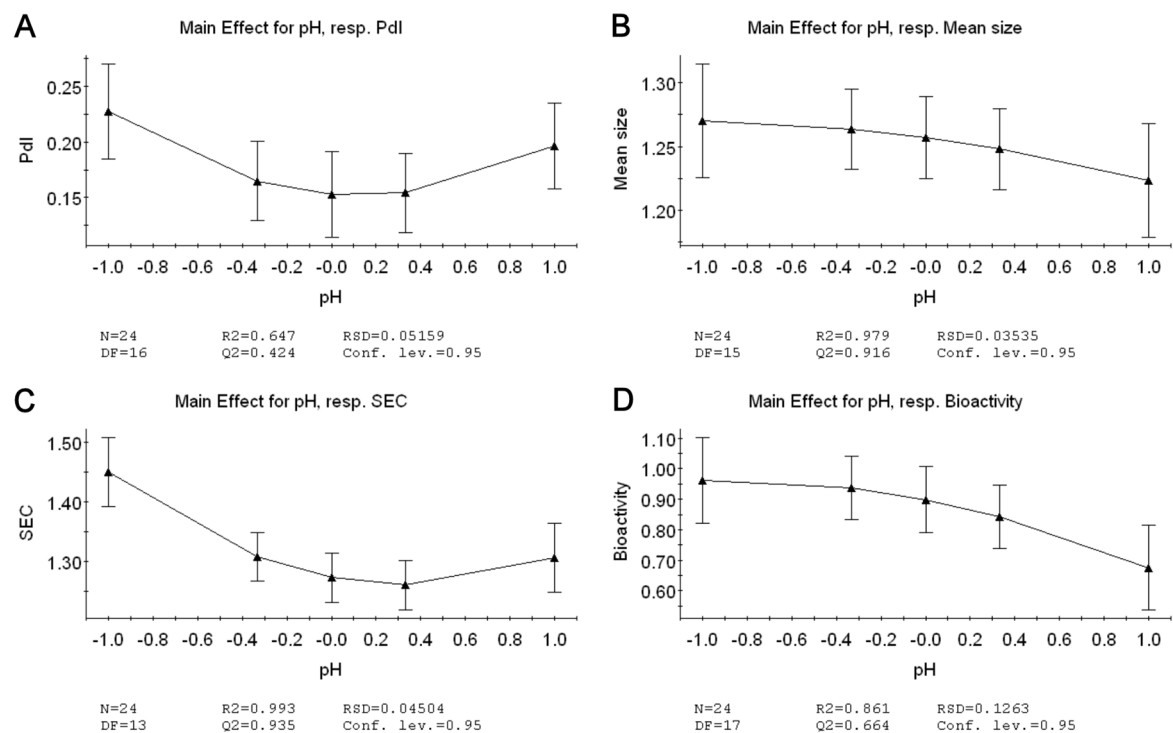 A
Main Effect for pH, resp. PdI
PdI
0.25
0.20
0.15
-1.0 -0.8 -0.6 -0.4 -0.2 -0.0 0.2 0.4 0.6 0.8 1.0
pH
N=24 R2=0.647 RSD=0.05159
DF=16 Q2=0.424 Conf. lev.=0.95
B
Main Effect for pH, resp. Mean size
Mean size
1.30
1.25
1.20
-1.0 -0.8 -0.6 -0.4 -0.2 -0.0 0.2 0.4 0.6 0.8 1.0
pH
N=24 R2=0.979 RSD=0.03535
DF=15 Q2=0.916 Conf. lev.=0.95
C
Main Effect for pH, resp. SEC
SEC
1.50
1.40
1.30
-1.0 -0.8 -0.6 -0.4 -0.2 -0.0 0.2 0.4 0.6 0.8 1.0
pH
N=24 R2=0.993 RSD=0.04504
DF=13 Q2=0.935 Conf. lev.=0.95
D
Main Effect for pH, resp. Bioactivity
Bioactivity
1.10
1.00
0.90
0.80
0.70
0.60
-1.0 -0.8 -0.6 -0.4 -0.2 -0.0 0.2 0.4 0.6 0.8 1.0
pH
N=24 R2=0.861 RSD=0.1263
DF=17 Q2=0.664 Conf. lev.=0.95